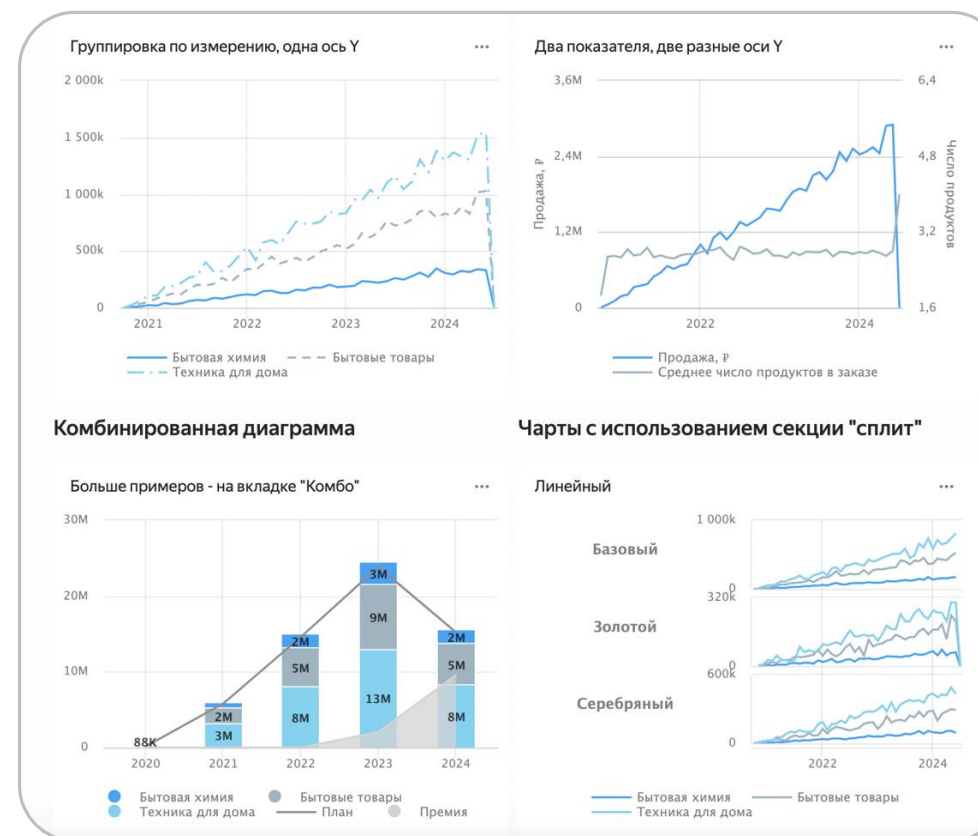 Группировка по измерению, одна ось Y
...
2 000k
1 500k
1 000k
500k
0
2021 2022 2023 2024
Бытовая химия Бытовые товары
Техника для дома
Два показателя, две разные оси Y
...
3,6M 6,4
2,4M 4,8
1,2M 3,2
0 1,6
Продажа, ₽
Число продуктов
2022 2024
Продажа, ₽
Среднее число продуктов в заказе
Комбинированная диаграмма
Больше примеров - на вкладке "Комбо"
...
30M
20M
10M
0
88K
2M
3M
2M
5M
8M
3M
9M
13M
2M
5M
8M
2020 2021 2022 2023 2024
Бытовая химия Бытовые товары
Техника для дома План Премия
Чарты с использованием секции "сплит"
Линейный
...
Базовый
1 000k
0
Золотой
320k
0
Серебряный
600k
0
2022 2024
Бытовая химия Бытовые товары
Техника для дома